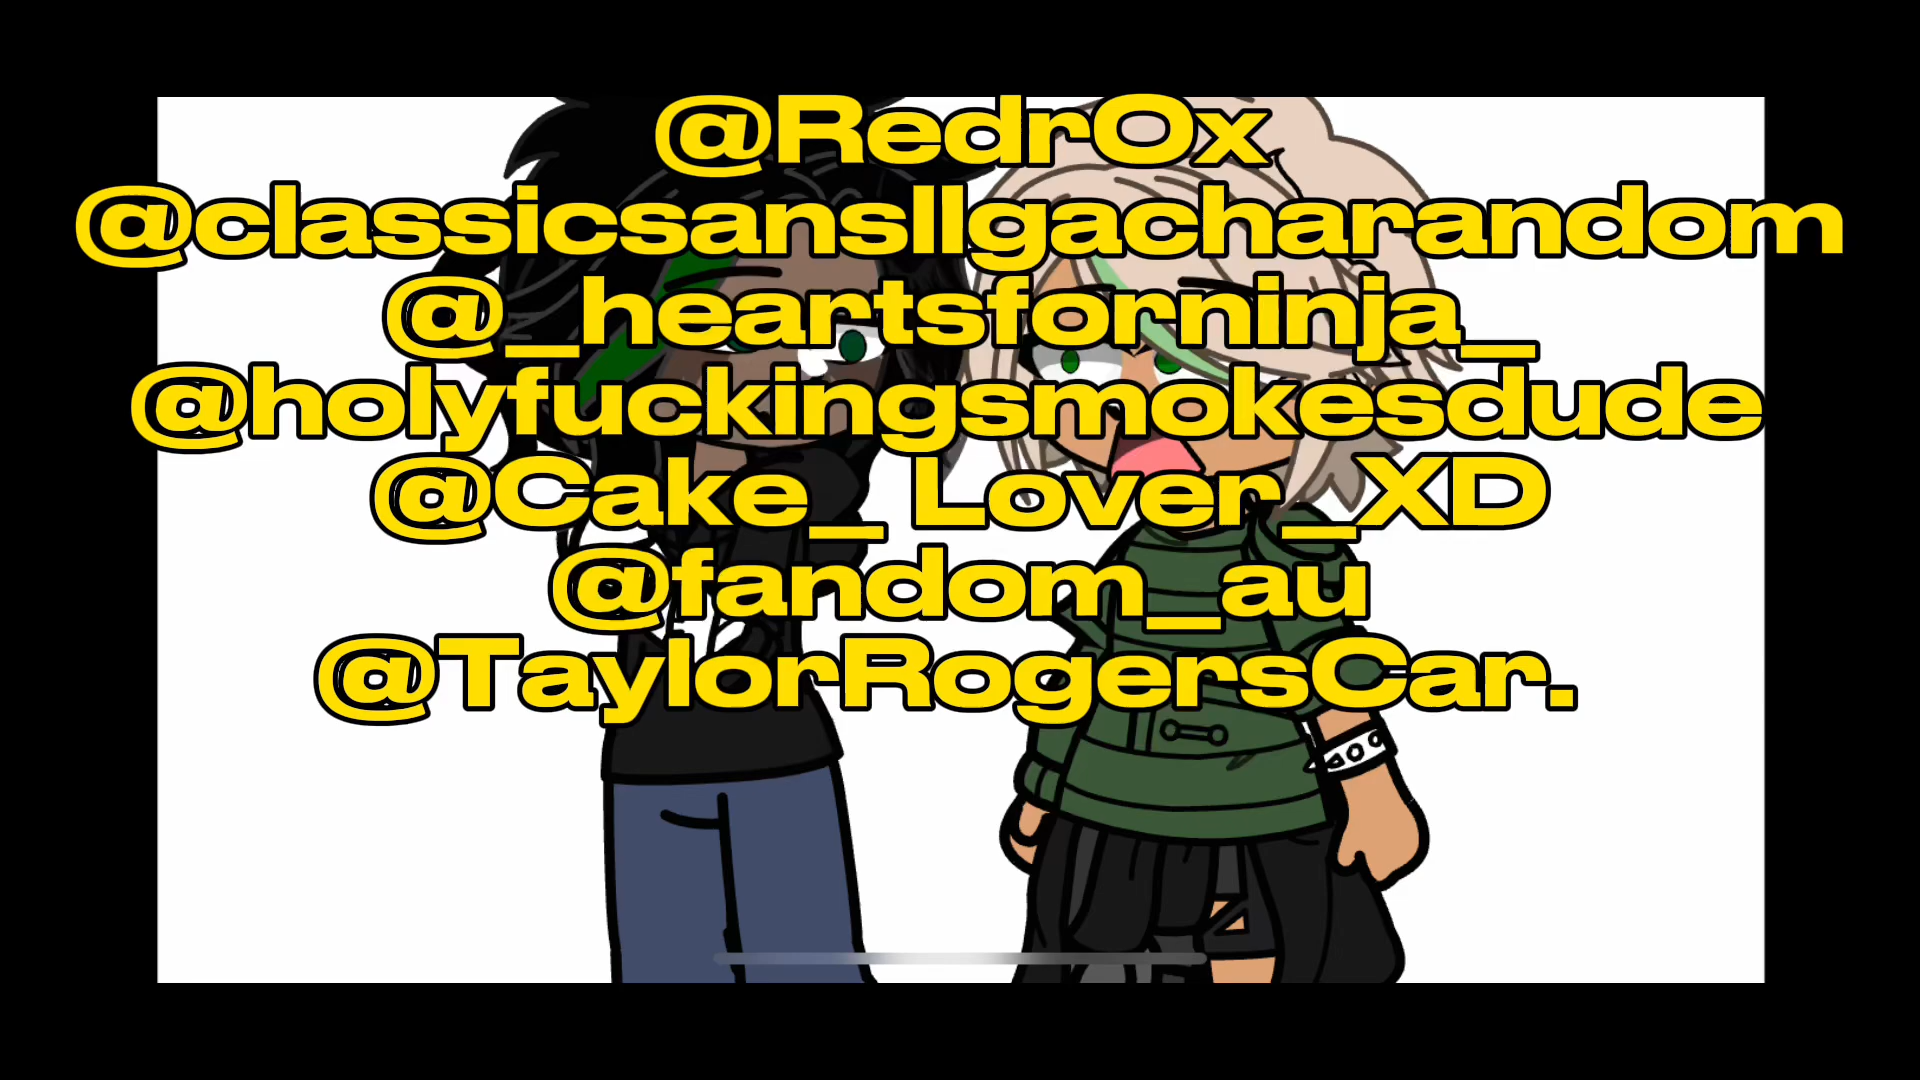 @RedrOx
@classicsansllgacharandom
@_heartsforninja_
@holyfuckingsmokesdude
@Cake_ Lover_XD
@fandom_au
@TaylorRogersCar.